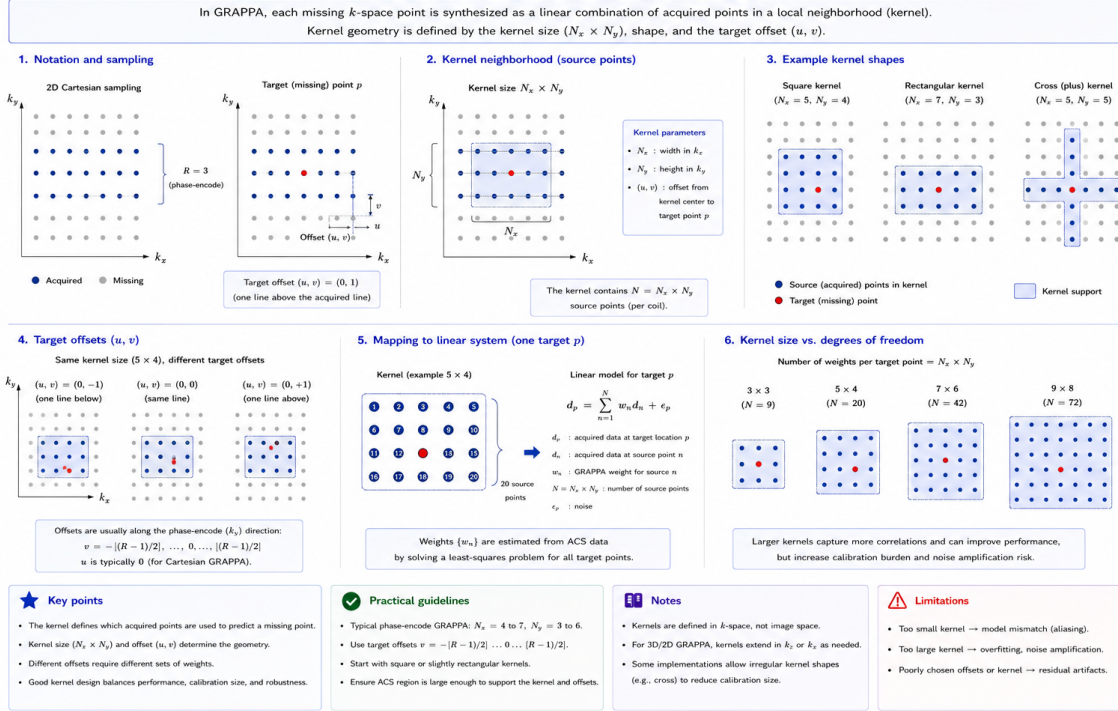 In GRAPPA, each missing k-space point is synthesized as a linear combination of acquired points in a local neighborhood (kernel).
Kernel geometry is defined by the kernel size (Nx × Ny), shape, and the target offset (u, v).
1. Notation and sampling
2D Cartesian sampling
ky
kx
R = 3
(phase-encode)
Acquired
Missing
Target (missing) point p
ky
kx
v
u
Offset (u, v)
Target offset (u, v) = (0, 1)
(one line above the acquired line)
2. Kernel neighborhood (source points)
Kernel size Nx × Ny
ky
Ny
Nx
kx
Kernel parameters
• Nx : width in kx
• Ny : height in ky
• (u, v) : offset from
kernel center to
target point p
The kernel contains N = Nx × Ny
source points (per coil).
3. Example kernel shapes
Square kernel
(Nx = 5, Ny = 4)
Rectangular kernel
(Nx = 7, Ny = 3)
Cross (plus) kernel
(Nx = 5, Ny = 5)
Source (acquired) points in kernel
Target (missing) point
Kernel support
4. Target offsets (u, v)
Same kernel size (5 × 4), different target offsets
ky
(u, v) = (0, −1)
(one line below)
(u, v) = (0, 0)
(same line)
(u, v) = (0, +1)
(one line above)
kx
Offsets are usually along the phase-encode (ky) direction:
v = −|(R − 1)/2|, …, 0, …, |(R − 1)/2|
u is typically 0 (for Cartesian GRAPPA).
5. Mapping to linear system (one target p)
Kernel (example 5 × 4)
1 2 3 4 5
6 7 8 9 10
11 12 13 15
16 17 18 19 20
20 source
points
Linear model for target p
dp = ∑ N n=1 wn dn + ep
dp : acquired data at target location p
dn : acquired data at source point n
wn : GRAPPA weight for source n
N = Nx × Ny : number of source points
ep : noise
Weights {wn} are estimated from ACS data
by solving a least-squares problem for all target points.
6. Kernel size vs. degrees of freedom
Number of weights per target point = Nx × Ny
3 × 3
(N = 9)
5 × 4
(N = 20)
7 × 6
(N = 42)
9 × 8
(N = 72)
Larger kernels capture more correlations and can improve performance,
but increase calibration burden and noise amplification risk.
Key points
• The kernel defines which acquired points are used to predict a missing point.
• Kernel size (Nx × Ny) and offset (u, v) determine the geometry.
• Different offsets require different sets of weights.
• Good kernel design balances performance, calibration size, and robustness.
Practical guidelines
• Typical phase-encode GRAPPA: Nx = 4 to 7, Ny = 3 to 6.
• Use target offsets v = −|R − 1)/2| … 0 … [R − 1)/2].
• Start with square or slightly rectangular kernels.
• Ensure ACS region is large enough to support the kernel and offsets.
Notes
• Kernels are defined in k-space, not image space.
• For 3D/2D GRAPPA, kernels extend in kz or kx as needed.
• Some implementations allow irregular kernel shapes
(e.g., cross) to reduce calibration size.
Limitations
• Too small kernel → model mismatch (aliasing).
• Too large kernel → overfitting, noise amplification.
• Poorly chosen offsets or kernel → residual artifacts.